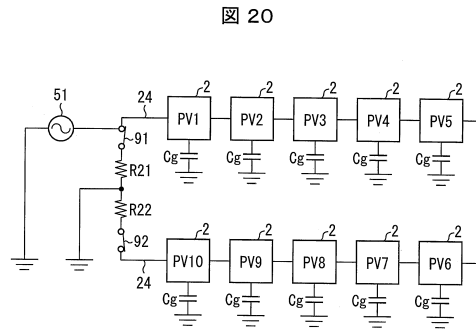 図 20
51
24
2 2 2 2 2
PV1 PV2 PV3 PV4 PV5
91
Cg Cg Cg Cg Cg
R21
R22
92
2 2 2 2 2
PV10 PV9 PV8 PV7 PV6
24
Cg Cg Cg Cg Cg